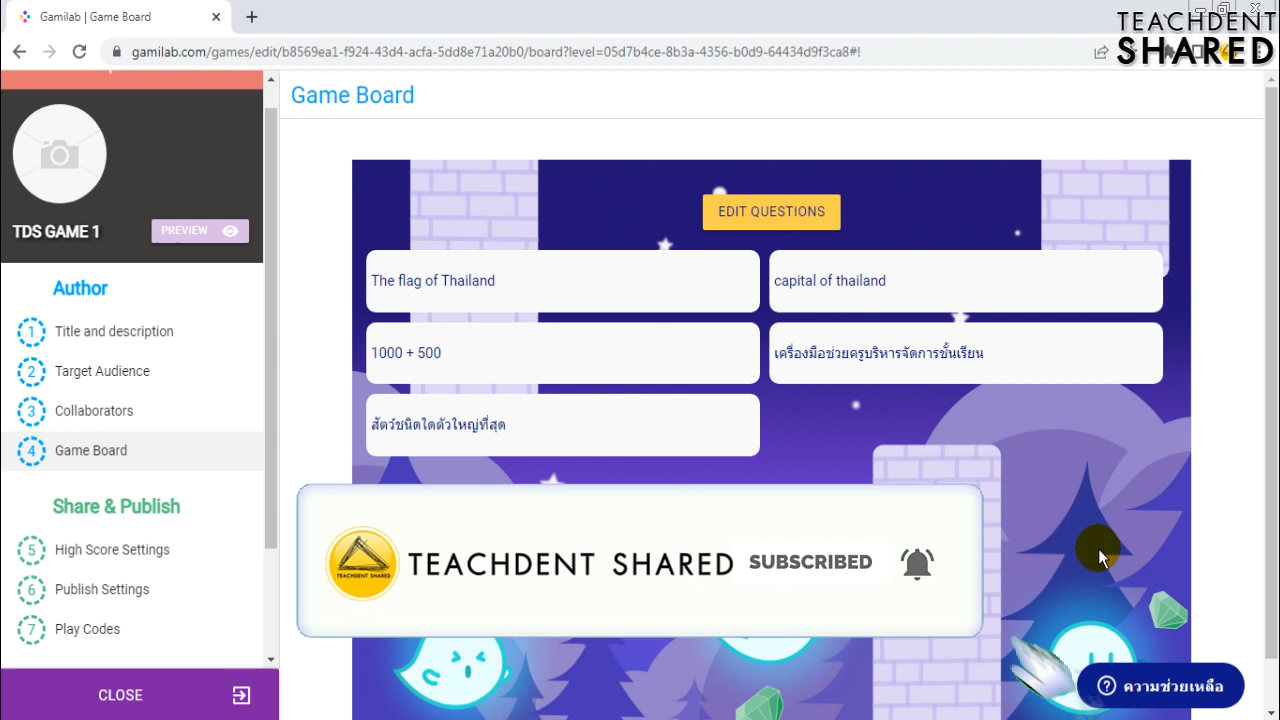 Gamilab | Game Board
TEACHDENT
SHARED
gamilab.com/games/edit/b8569ea1-f924-43d4-acfa-5dd8e71a20b0/board?level=05d7b4ce-8b3a-4356-b0d9-64434d9f3ca8#!
TDS GAME 1
PREVIEW
Author
1 Title and description
2 Target Audience
3 Collaborators
4 Game Board
Share & Publish
5 High Score Settings
6 Publish Settings
7 Play Codes
CLOSE
Game Board
EDIT QUESTIONS
The flag of Thailand
capital of thailand
1000 + 500
เครื่องมือช่วยครูบริหารจัดการชั้นเรียน
สัตว์ชนิดใดตัวใหญ่ที่สุด
TEACHDENT SHARED
TEACHDENT SHARED
SUBSCRIBED
ความช่วยเหลือ